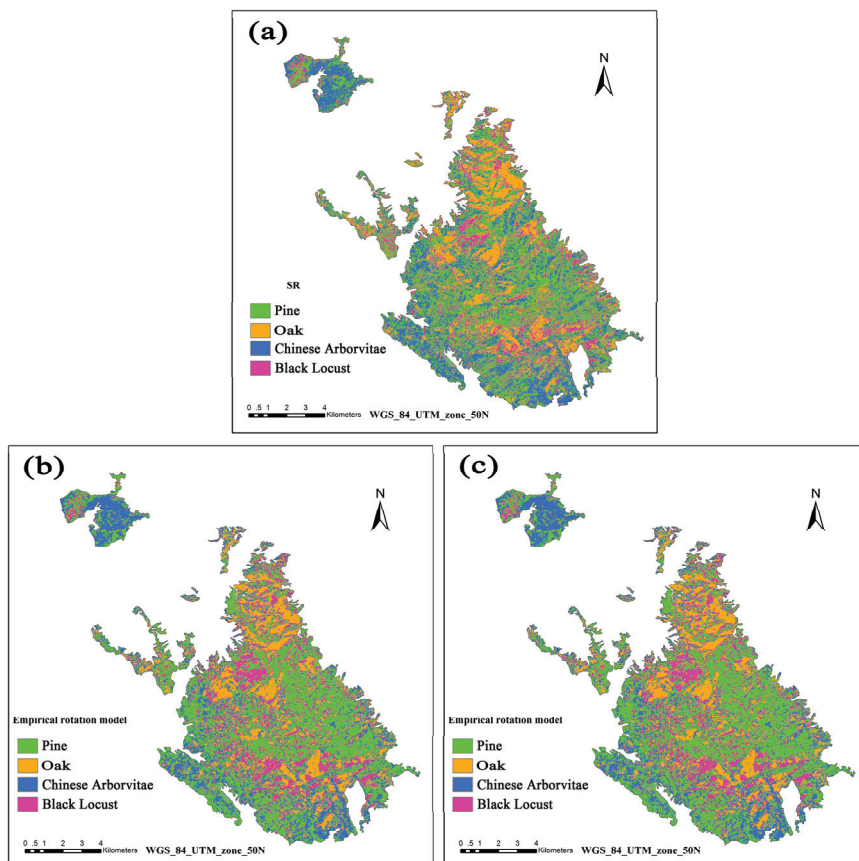 (a)
N
SR
Pine
Oak
Chinese Arborvitae
Black Locust
0 .5 1 2 3 4
Kilometers
WGS_84_UTM_zone_50N
(b)
N
Empirical rotation model
Pine
Oak
Chinese Arborvitae
Black Locust
0 .5 1 2 3 4
Kilometers
WGS_84_UTM_zone_50N
(c)
N
Empirical rotation model
Pine
Oak
Chinese Arborvitae
Black Locust
0 .5 1 2 3 4
Kilometers
WGS_84_UTM_zone_50N